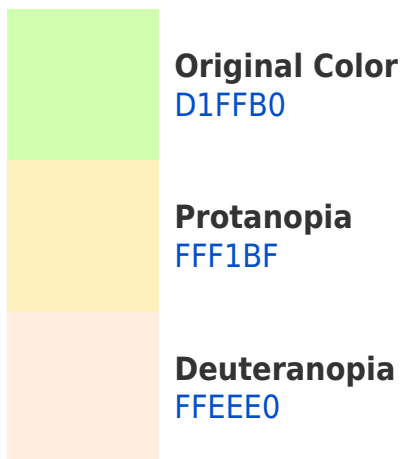 Original Color
D1FFB0
Protanopia
FFF1BF
Deuteranopia
FFEEE0